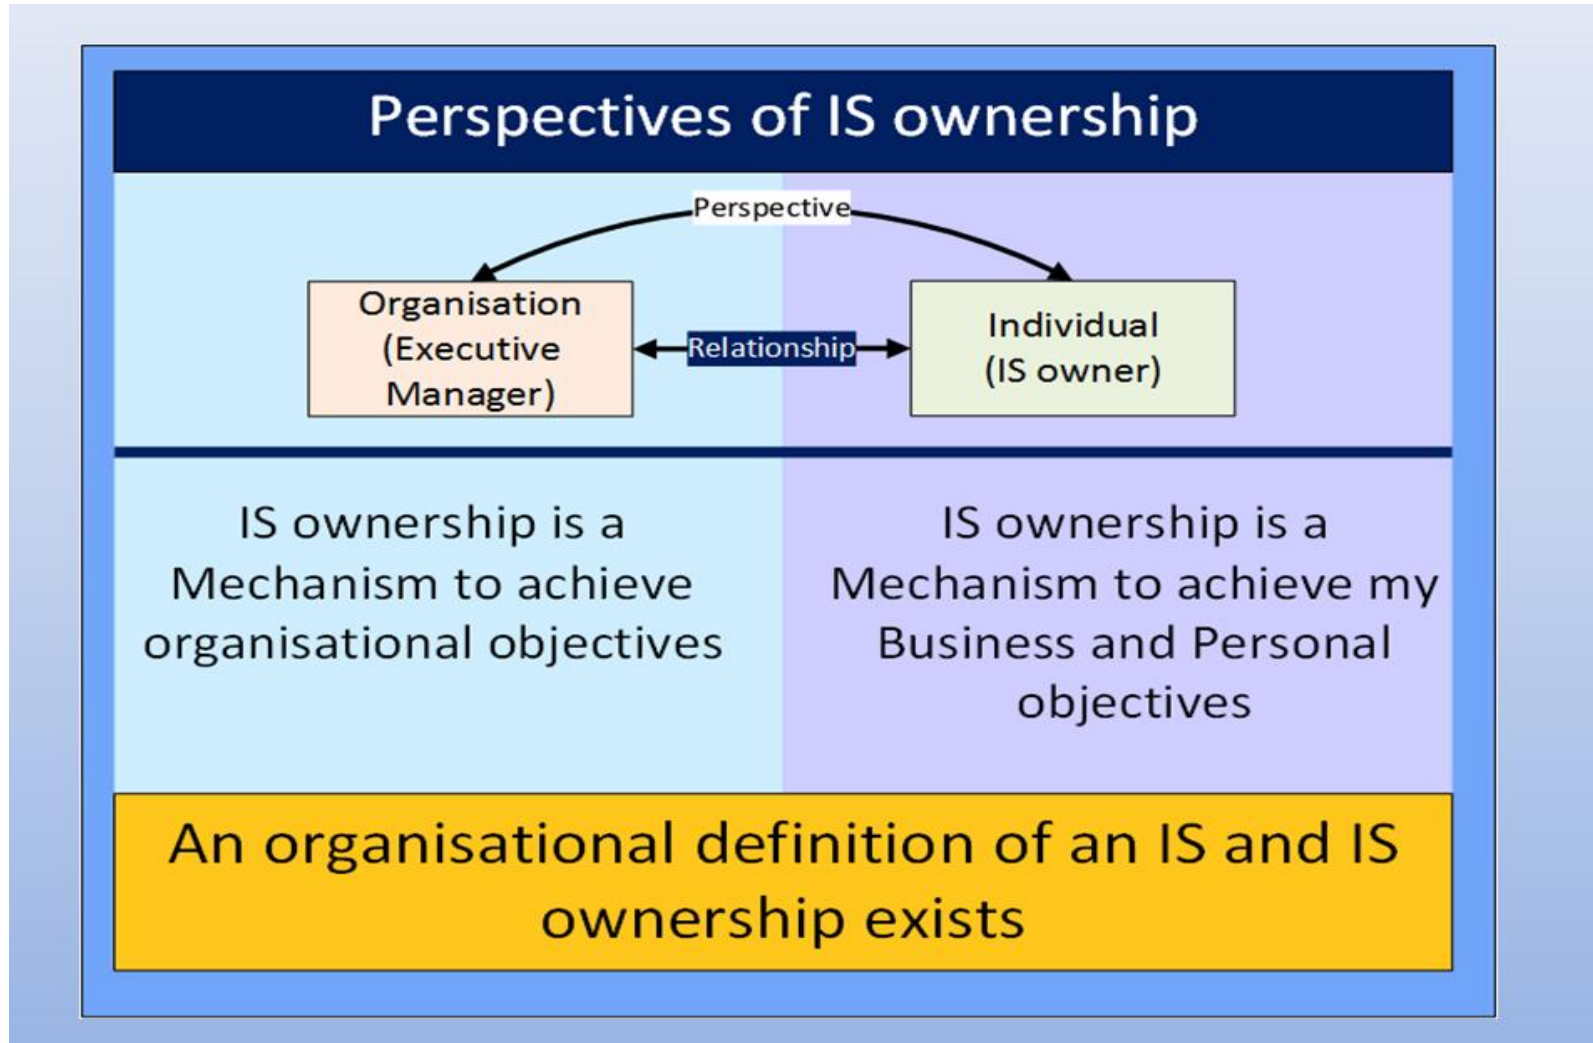 Perspectives of IS ownership
Perspective
Organisation
(Executive
Manager)
Relationship
Individual
(IS owner)
IS ownership is a
Mechanism to achieve
organisational objectives
IS ownership is a
Mechanism to achieve my
Business and Personal
objectives
An organisational definition of an IS and IS
ownership exists